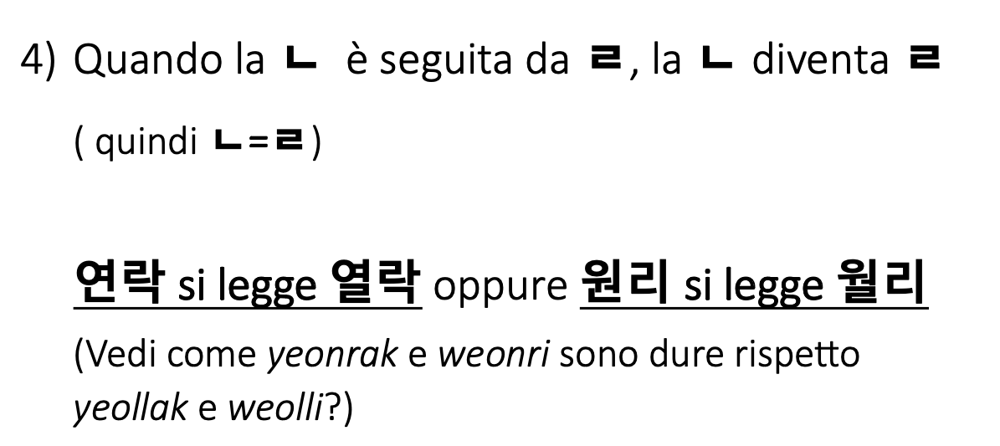 4) Quando la ㄴ è seguita da ㄹ, la ㄴ diventa ㄹ
( quindi ㄴ=ㄹ)
연락 si legge 열락 oppure 원리 si legge 월리
(Vedi come yeonrak e weonri sono dure rispetto
yeollak e weolli?)